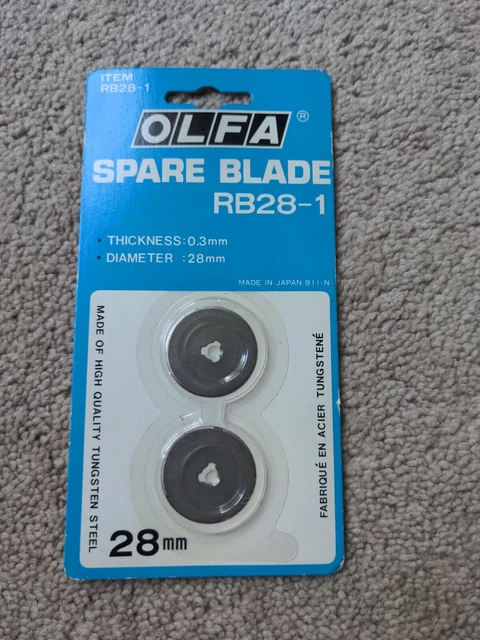 ITEM
RB28-1
OLFA®
SPARE BLADE
RB28-1
• THICKNESS:0.3mm
• DIAMETER :28mm
MADE IN JAPAN 911-N
MADE OF HIGH QUALITY TUNGSTEN STEEL
FABRIQUÉ EN ACIER TUNGSTENÉ
28mm